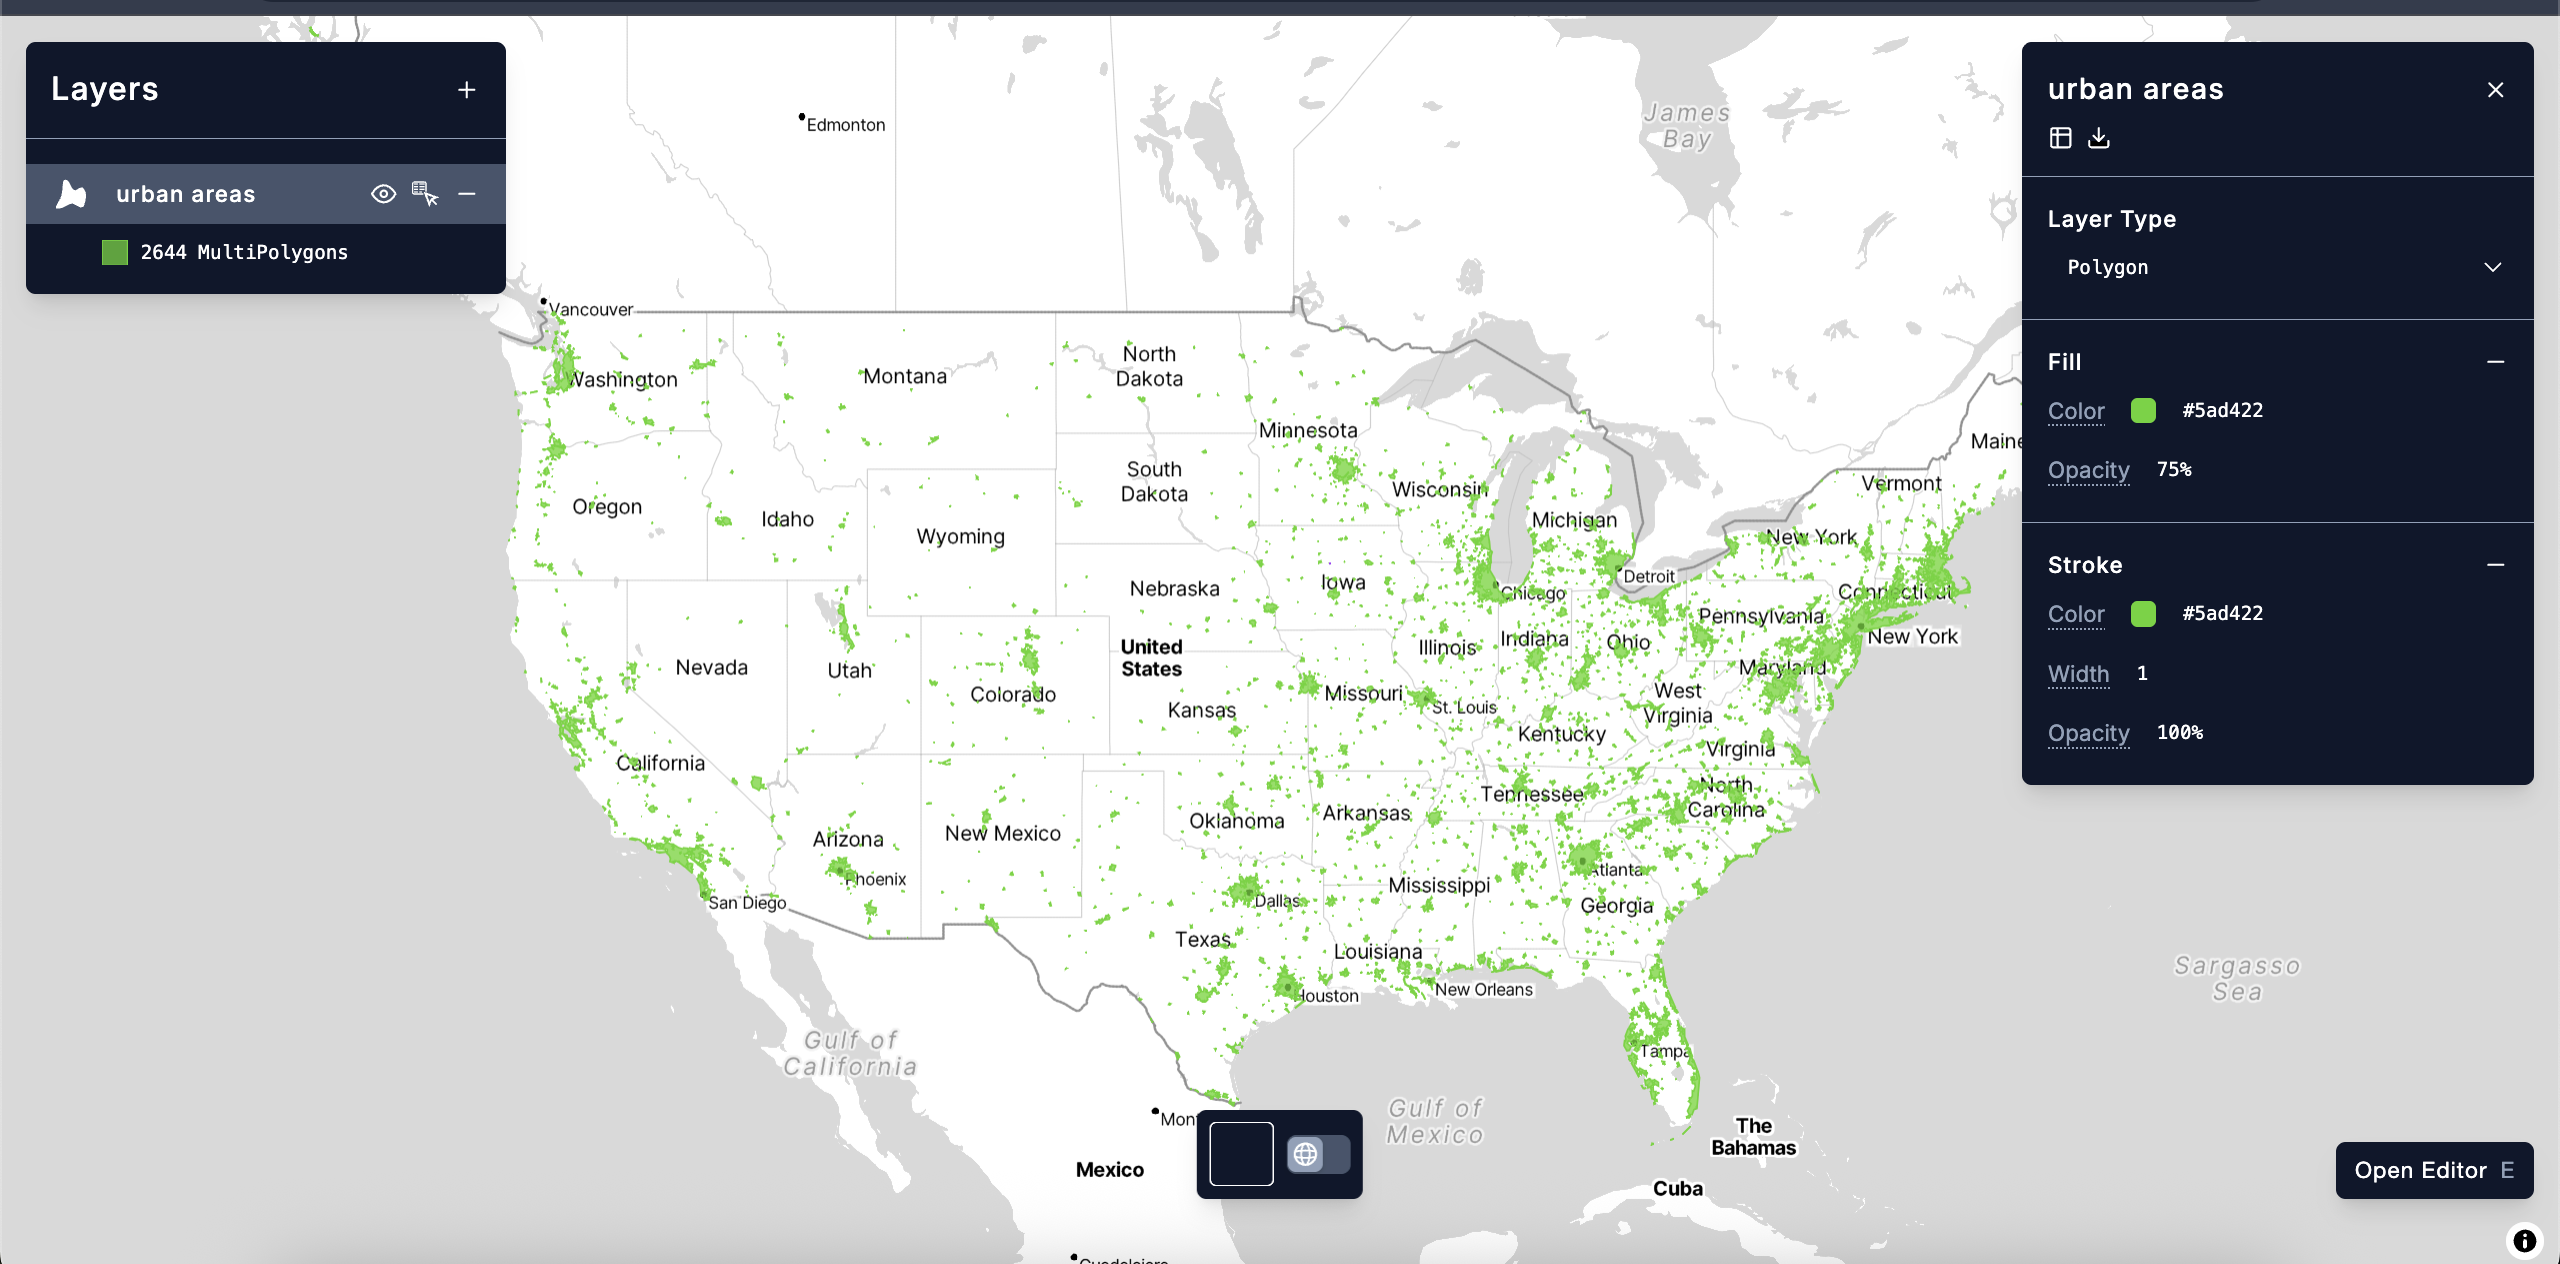 Layers
urban areas
2644 MultiPolygons
urban areas
Layer Type
Polygon
Fill
Color
#5ad422
Opacity
75%
Stroke
Color
#5ad422
Width
1
Opacity
100%
Open Editor E
Edmonton
James
Bay
Vancouver
Washington
Montana
North
Dakota
Minnesota
Maine
South
Dakota
Wisconsin
Vermont
Oregon
Idaho
Wyoming
Michigan
New York
Nebraska
Iowa
Detroit
Chicago
Connecticut
Pennsylvania
New York
Nevada
Utah
United
States
Illinois
Indiana
Ohio
Maryland
Colorado
Kansas
Missouri
St. Louis
West
Virginia
Kentucky
Virginia
California
Arizona
New Mexico
Oklahoma
Arkansas
Tennessee
North
Carolina
Phoenix
San Diego
Dallas
Mississippi
Atlanta
Georgia
Texas
Louisiana
Houston
New Orleans
Sargasso
Sea
Gulf of
California
Tampa
Mon
Gulf of
Mexico
The
Bahamas
Mexico
Cuba